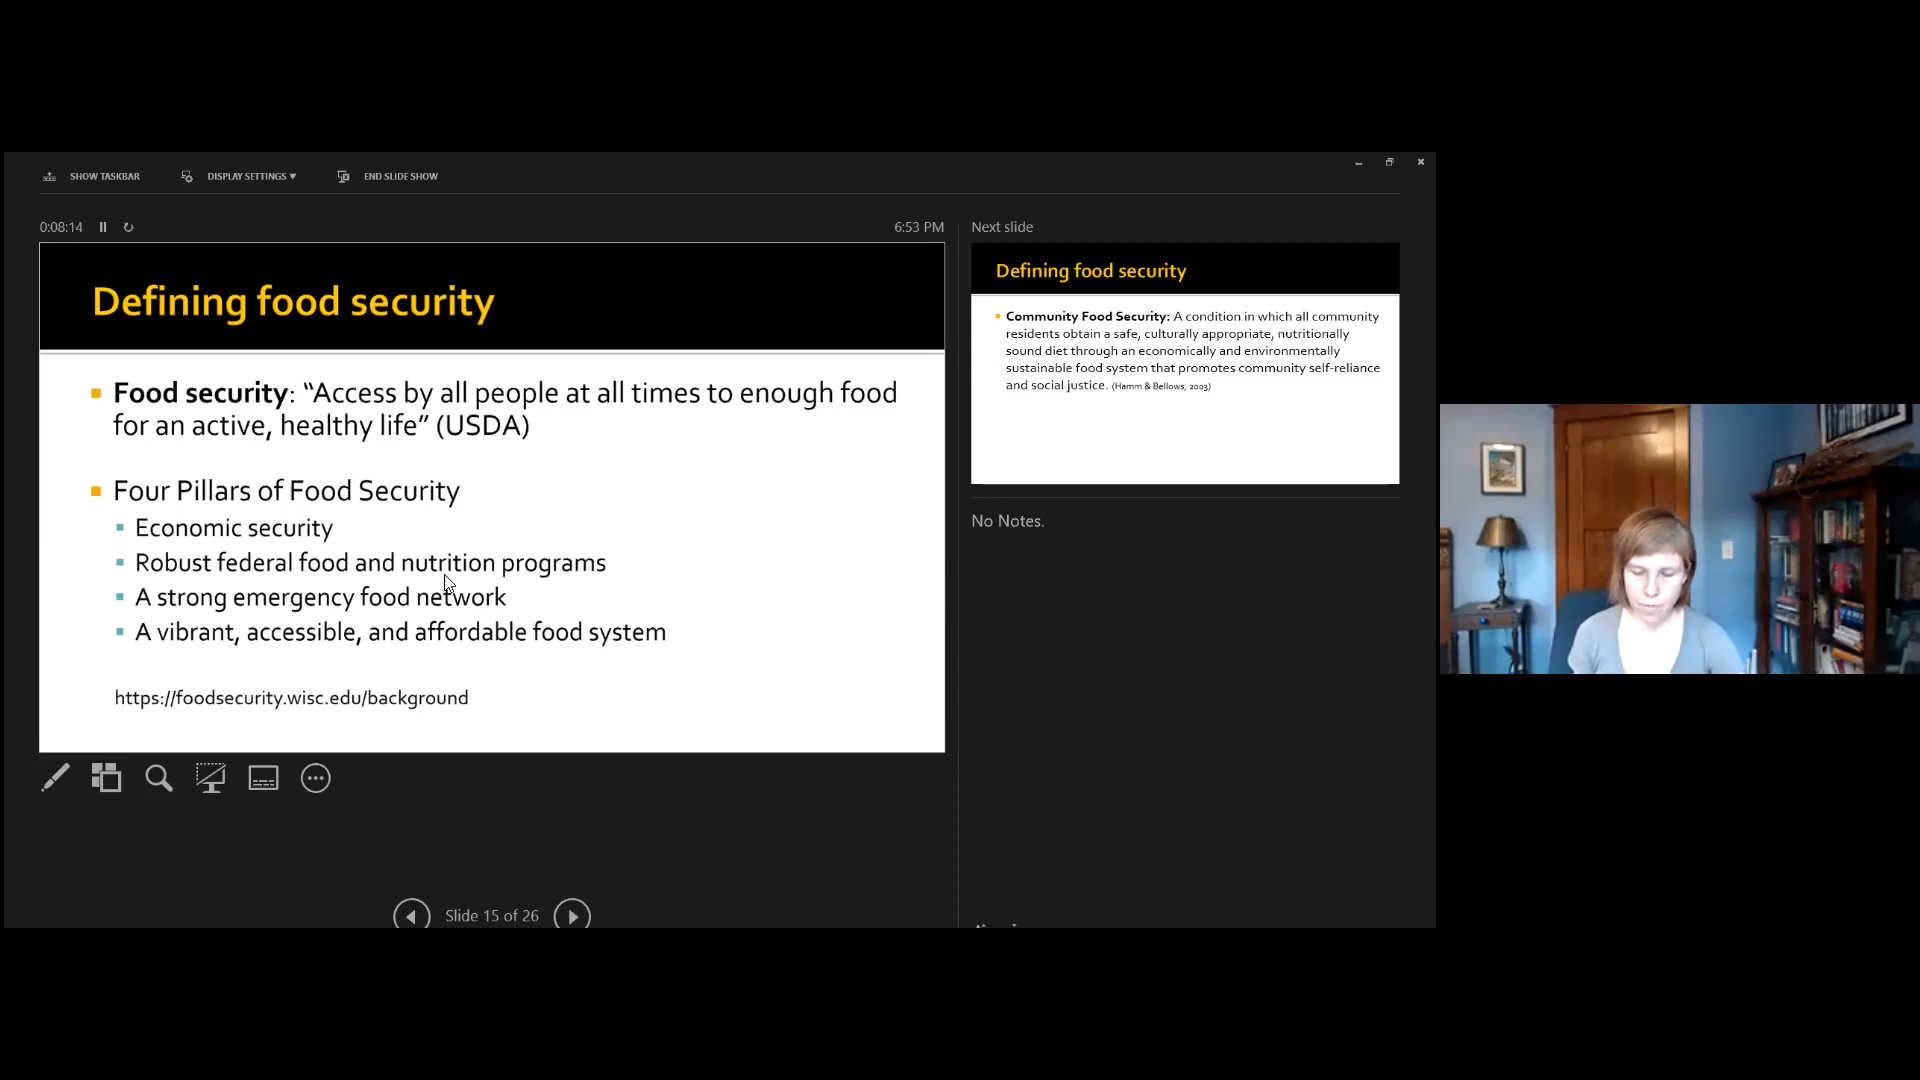 SHOW TASKBAR
DISPLAY SETTINGS ▾
END SLIDE SHOW
0:08:14
6:53 PM
Defining food security
Food security: “Access by all people at all times to enough food
for an active, healthy life” (USDA)
Four Pillars of Food Security
Economic security
Robust federal food and nutrition programs
A strong emergency food network
A vibrant, accessible, and affordable food system
https://foodsecurity.wisc.edu/background
Slide 15 of 26
Next slide
Defining food security
Community Food Security: A condition in which all community
residents obtain a safe, culturally appropriate, nutritionally
sound diet through an economically and environmentally
sustainable food system that promotes community self-reliance
and social justice. (Hamm & Bellows, 2003)
No Notes.